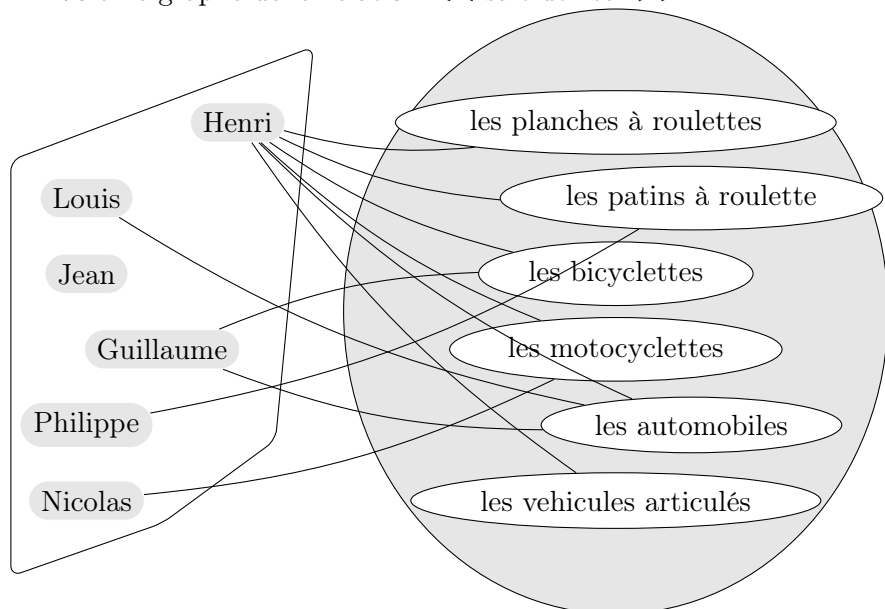 Henri
les planches à roulettes
Louis
les patins à roulette
Jean
les bicyclettes
Guillaume
les motocyclettes
Philippe
les automobiles
Nicolas
les vehicules articulés